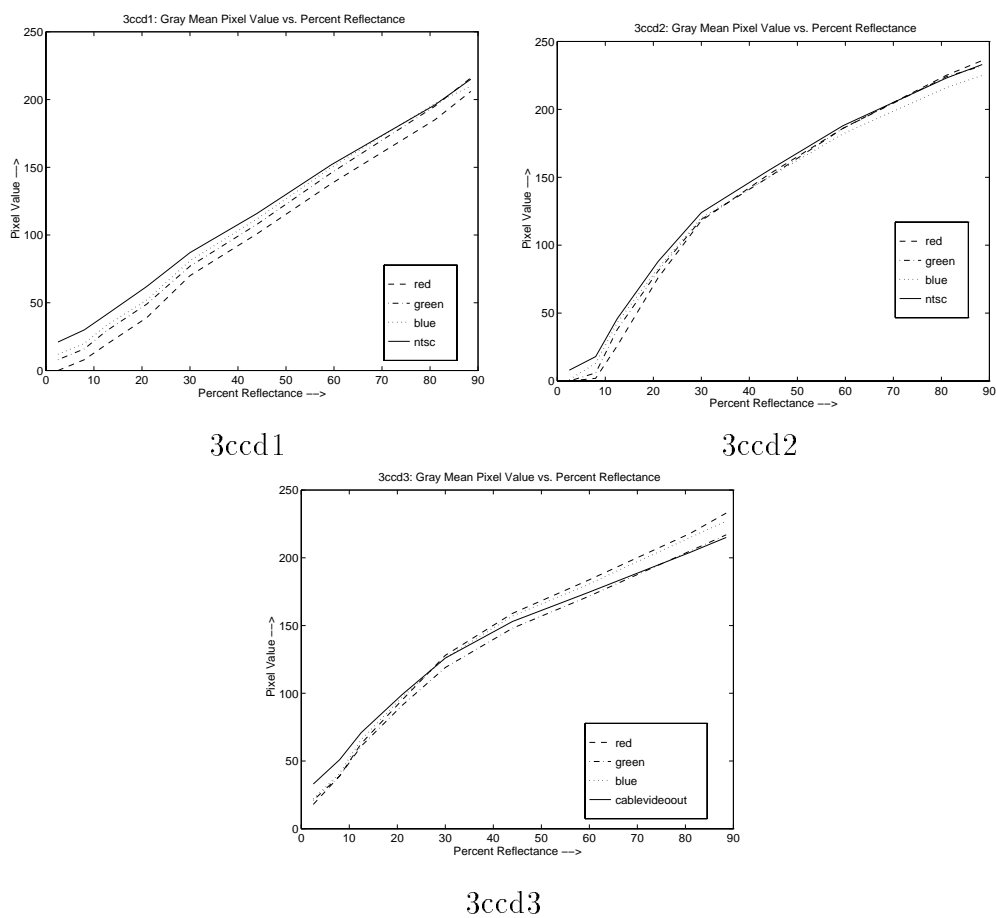 3ccd1: Gray Mean Pixel Value vs. Percent Reflectance
250
200
150
100
50
0
Pixel Value −−>
red
green
blue
ntsc
0 10 20 30 40 50 60 70 80 90
Percent Reflectance −−>
3ccd1
3ccd2: Gray Mean Pixel Value vs. Percent Reflectance
250
200
150
100
50
0
Pixel Value −−>
red
green
blue
ntsc
0 10 20 30 40 50 60 70 80 90
Percent Reflectance −−>
3ccd2
3ccd3: Gray Mean Pixel Value vs. Percent Reflectance
250
200
150
100
50
0
Pixel Value −−>
red
green
blue
cablevideoout
0 10 20 30 40 50 60 70 80 90
Percent Reflectance −−>
3ccd3